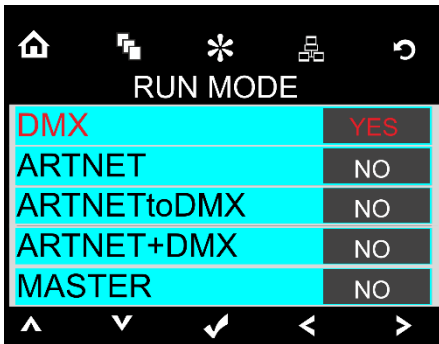 RUN MODE
DMX YES
ARTNET NO
ARTNETtoDMX NO
ARTNET+DMX NO
MASTER NO